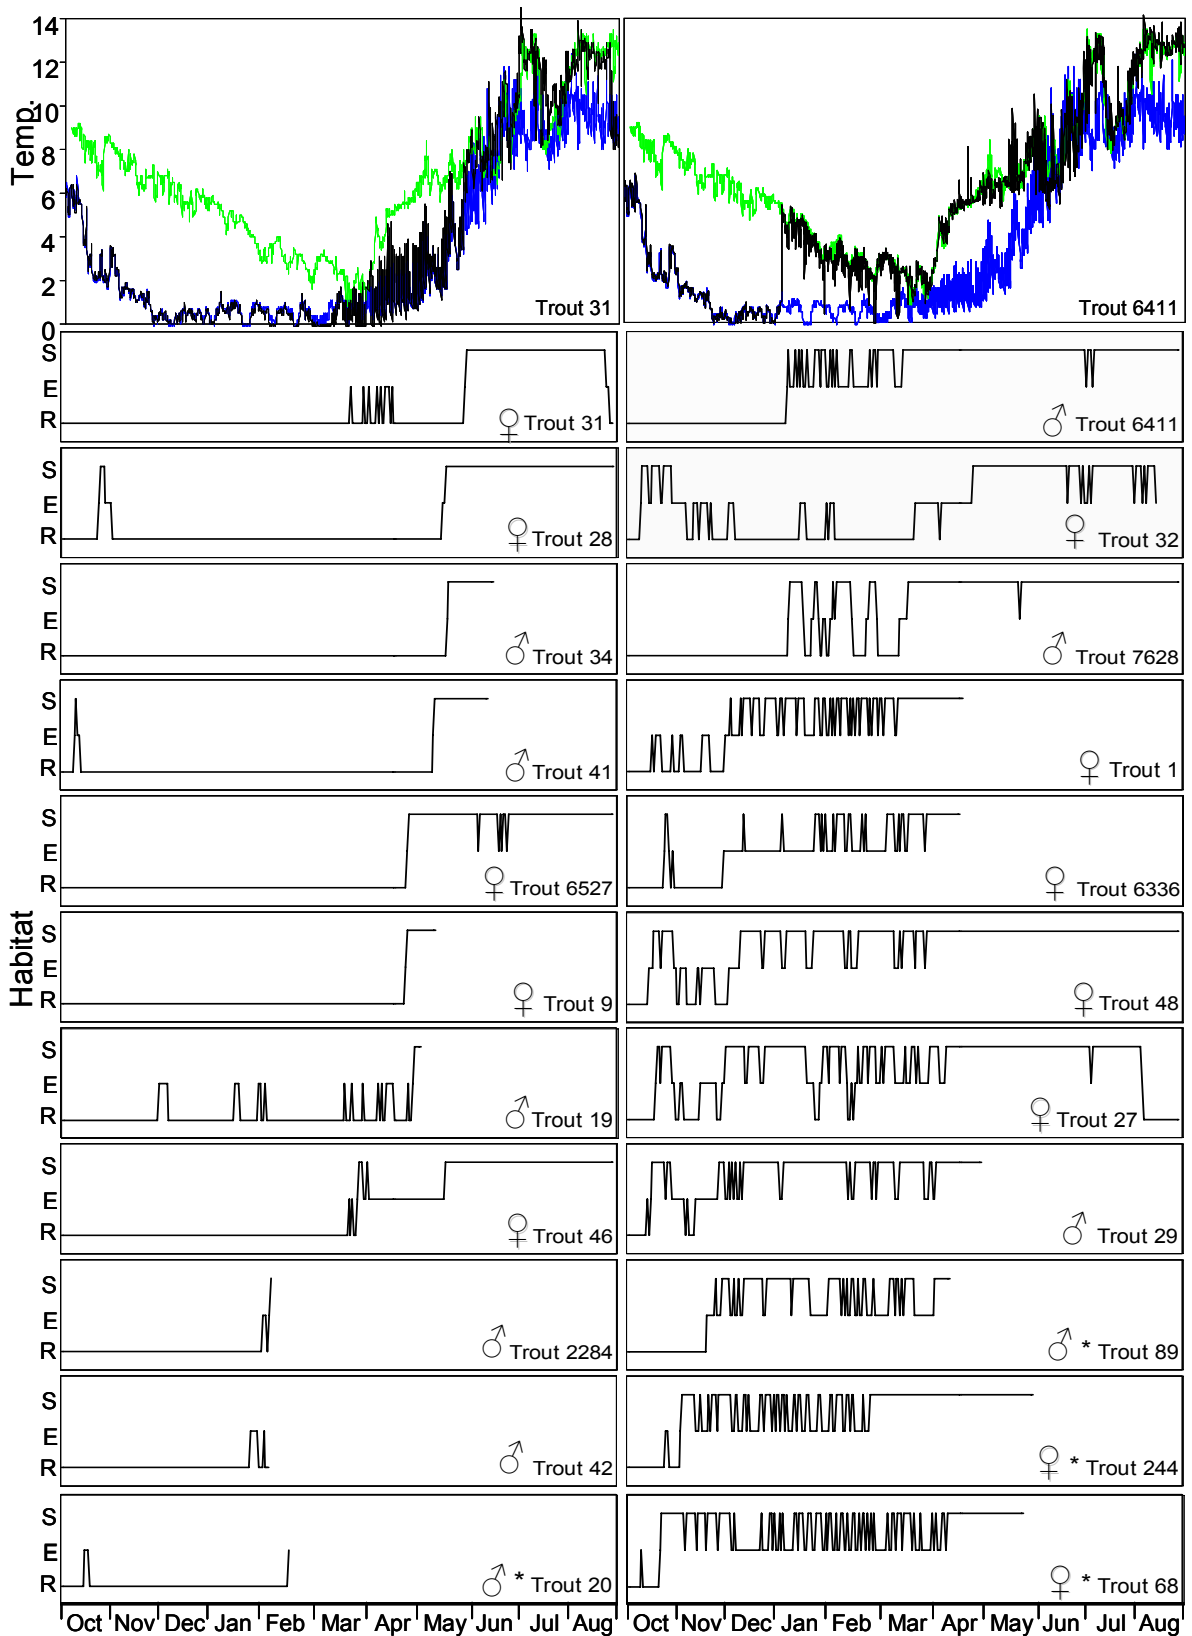 14
12
10
8
6
4
2
0
Temp.
Trout 31
Trout 6411
S
E
R
♀ Trout 31
♂ Trout 6411
S
E
R
♀ Trout 28
♀ Trout 32
S
E
R
♂ Trout 34
♂ Trout 7628
S
E
R
♂ Trout 41
♀ Trout 1
S
E
R
♀ Trout 6527
♀ Trout 6336
Habitat
S
E
R
♀ Trout 9
♀ Trout 48
S
E
R
♂ Trout 19
♀ Trout 27
S
E
R
♀ Trout 46
♂ Trout 29
S
E
R
♂ Trout 2284
♂ * Trout 89
S
E
R
♂ Trout 42
♀ * Trout 244
S
E
R
♂ * Trout 20
♀ * Trout 68
Oct Nov Dec Jan Feb Mar Apr May Jun Jul Aug
Oct Nov Dec Jan Feb Mar Apr May Jun Jul Aug